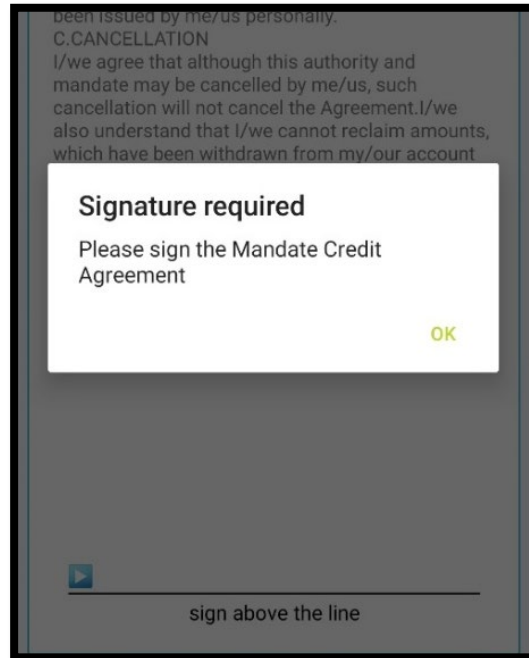 been issued by me/us personally.
C.CANCELLATION
I/we agree that although this authority and
mandate may be cancelled by me/us, such
cancellation will not cancel the Agreement.I/we
also understand that I/we cannot reclaim amounts,
which have been withdrawn from my/our account
Signature required
Please sign the Mandate Credit
Agreement
OK
sign above the line